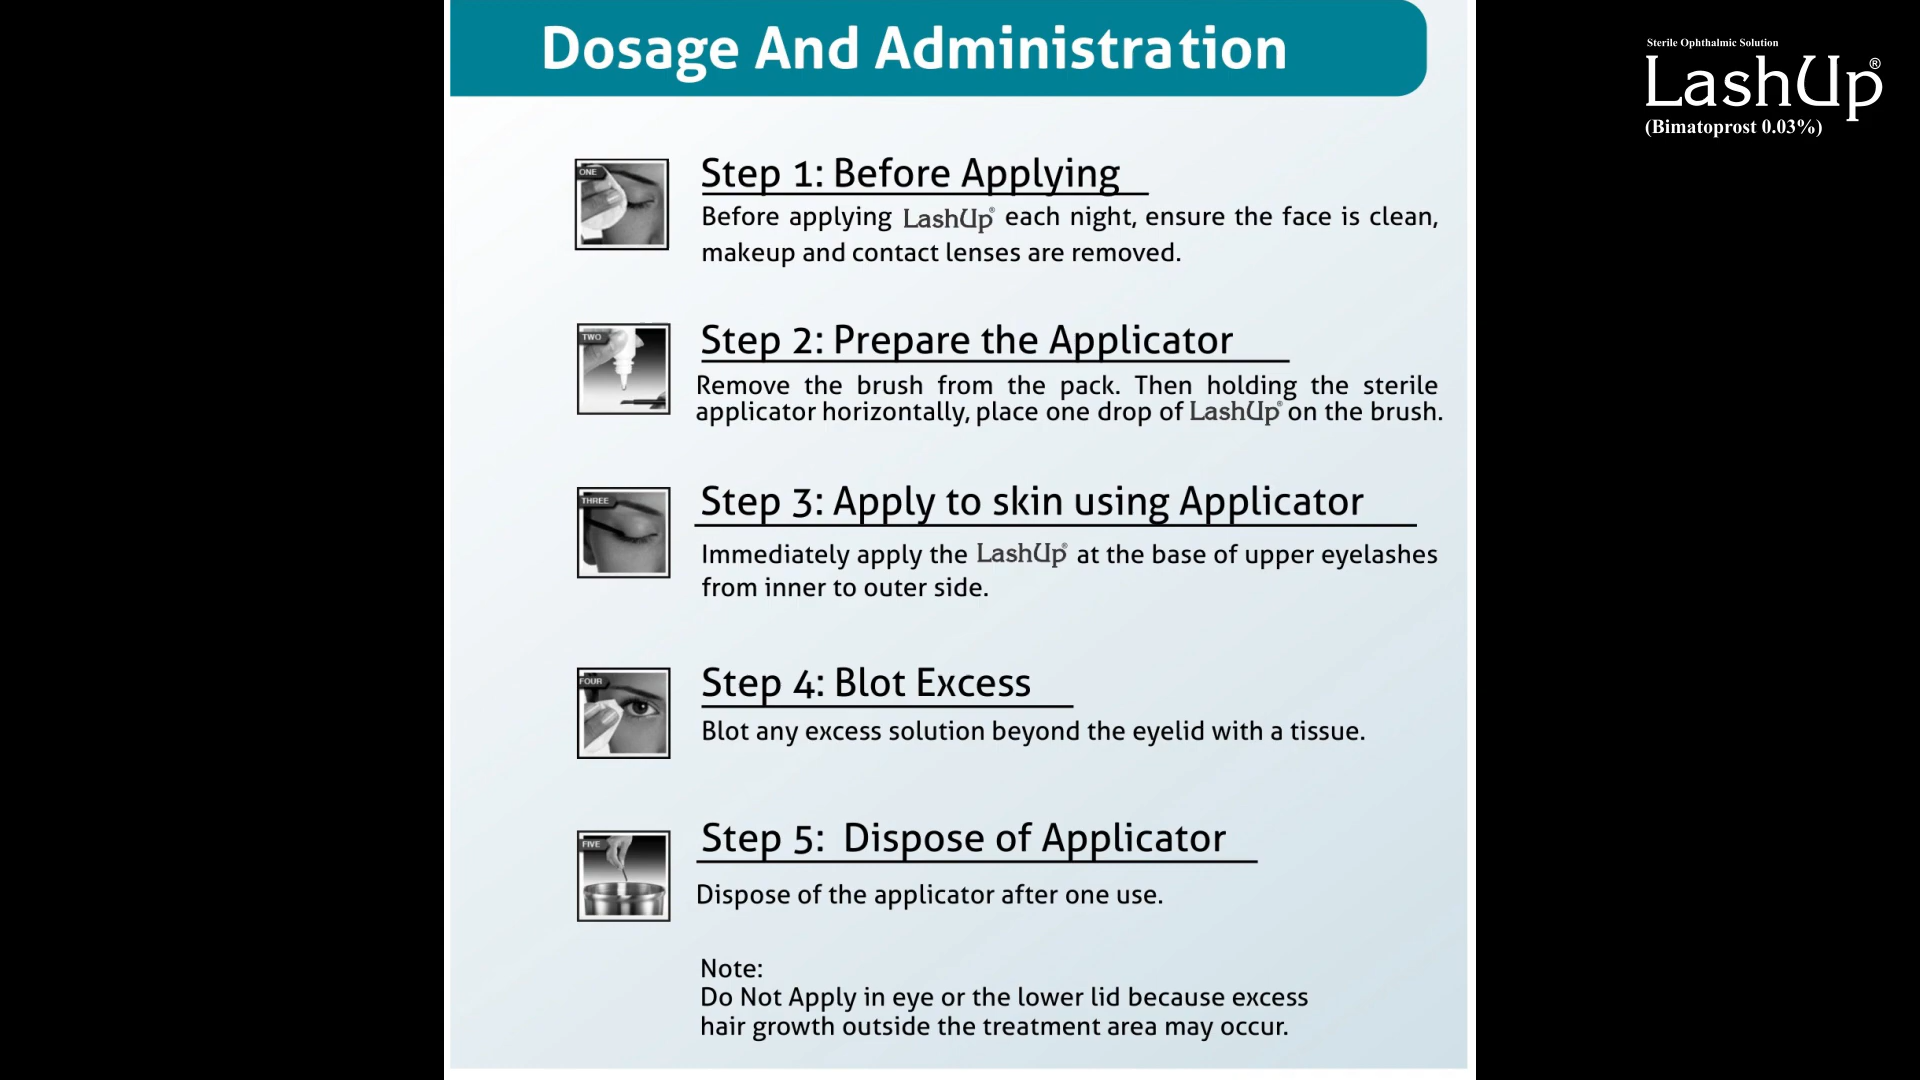 Dosage And Administration
Sterile Ophthalmic Solution
LashUp®
(Bimatoprost 0.03%)
ONE
Step 1: Before Applying
Before applying LashUp® each night, ensure the face is clean,
makeup and contact lenses are removed.
TWO
Step 2: Prepare the Applicator
Remove the brush from the pack. Then holding the sterile
applicator horizontally, place one drop of LashUp® on the brush.
THREE
Step 3: Apply to skin using Applicator
Immediately apply the LashUp® at the base of upper eyelashes
from inner to outer side.
FOUR
Step 4: Blot Excess
Blot any excess solution beyond the eyelid with a tissue.
FIVE
Step 5: Dispose of Applicator
Dispose of the applicator after one use.
Note:
Do Not Apply in eye or the lower lid because excess
hair growth outside the treatment area may occur.